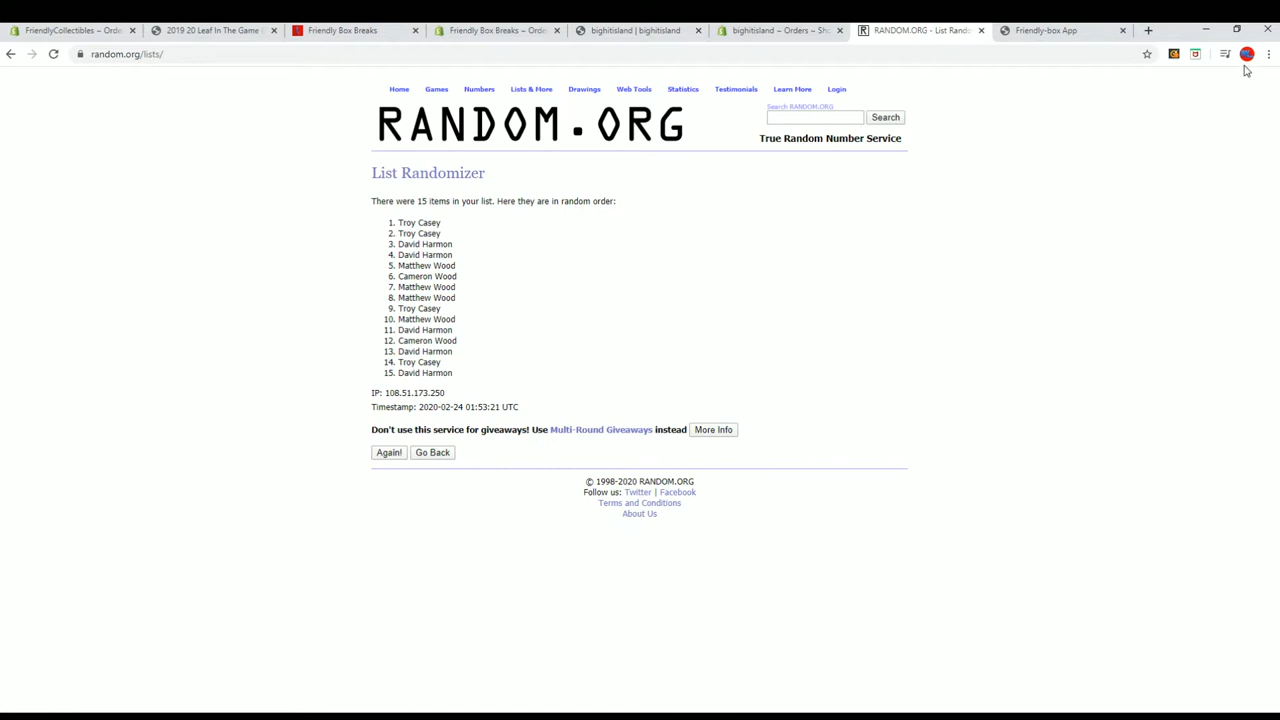 FriendlyCollectibles – Orde
2019 20 Leaf In The Game
Friendly Box Breaks
Friendly Box Breaks – Orde
bighitisland | bighitisland
bighitisland – Orders – Sho
RANDOM.ORG - List Rando
Friendly-box App
random.org/lists/
Home Games Numbers Lists & More Drawings Web Tools Statistics Testimonials Learn More Login
RANDOM.ORG
Search RANDOM.ORG
Search
True Random Number Service
List Randomizer
There were 15 items in your list. Here they are in random order:
1. Troy Casey
2. Troy Casey
3. David Harmon
4. David Harmon
5. Matthew Wood
6. Cameron Wood
7. Matthew Wood
8. Matthew Wood
9. Troy Casey
10. Matthew Wood
11. David Harmon
12. Cameron Wood
13. David Harmon
14. Troy Casey
15. David Harmon
IP: 108.51.173.250
Timestamp: 2020-02-24 01:53:21 UTC
Don't use this service for giveaways! Use Multi-Round Giveaways instead More Info
Again! Go Back
© 1998-2020 RANDOM.ORG
Follow us: Twitter | Facebook
Terms and Conditions
About Us